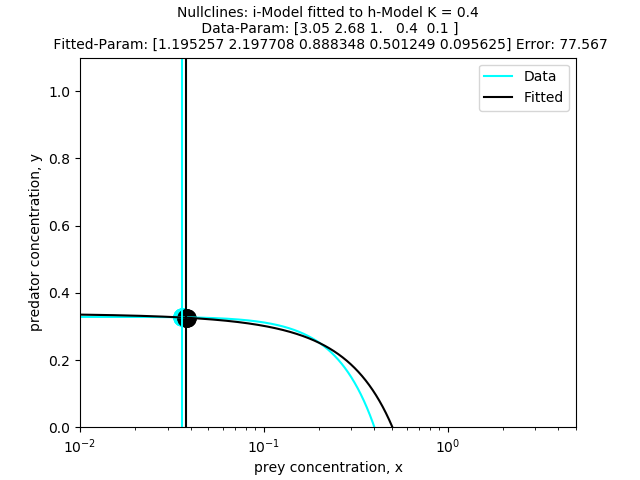 Nullclines: i-Model fitted to h-Model K = 0.4
Data-Param: [3.05 2.68 1.   0.4  0.1 ]
Fitted-Param: [1.195257 2.197708 0.888348 0.501249 0.095625] Error: 77.567
Data
Fitted
predator concentration, y
1.0
0.8
0.6
0.4
0.2
0.0
10⁻² 10⁻¹ 10⁰
prey concentration, x